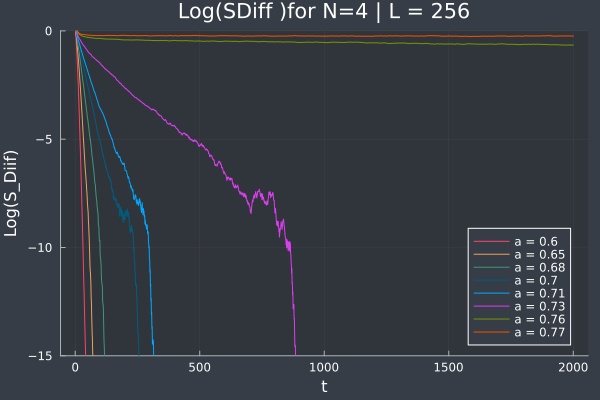 Log(SDiff )for N=4 | L = 256
Log(S_Diif)
0
−5
−10
−15
0
500
1000
1500
2000
t
a = 0.6
a = 0.65
a = 0.68
a = 0.7
a = 0.71
a = 0.73
a = 0.76
a = 0.77